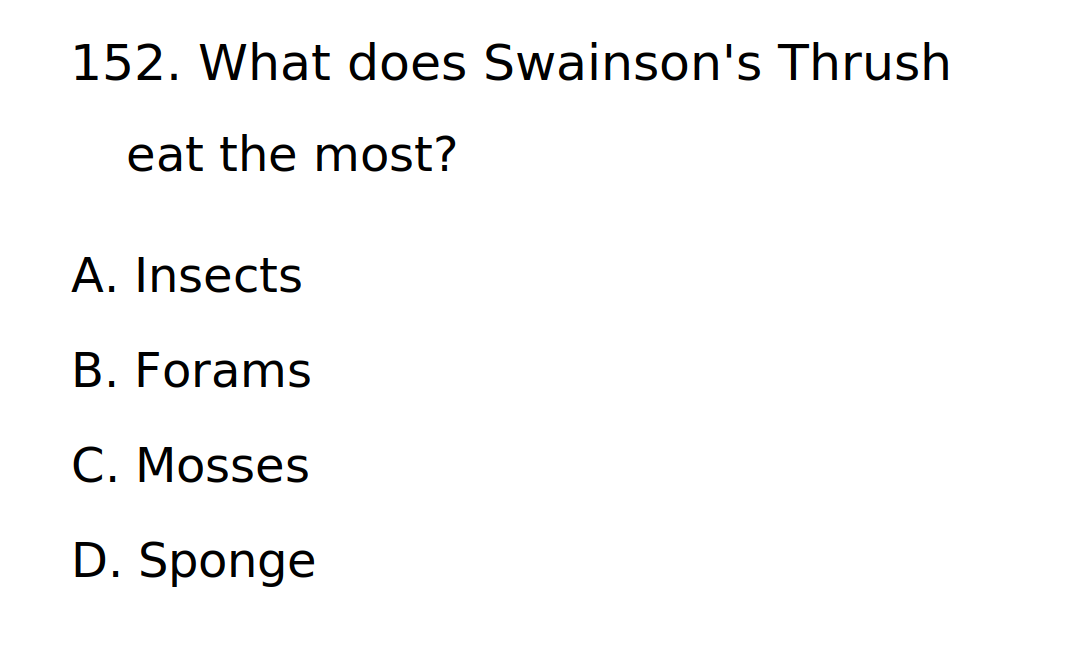 152. What does Swainson's Thrush
eat the most?
A. Insects
B. Forams
C. Mosses
D. Sponge